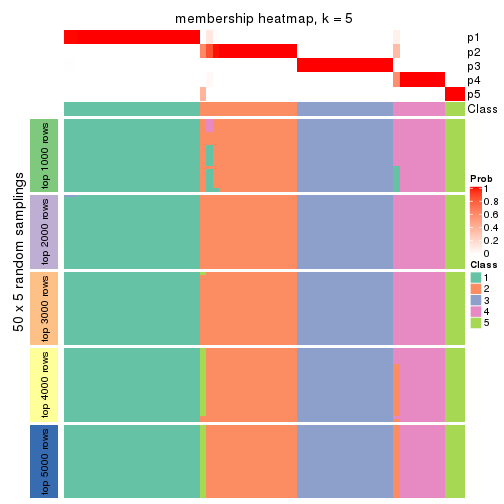 membership heatmap, k = 5
p1
p2
p3
p4
p5
Class
50 x 5 random samplings
top 1000 rows
top 2000 rows
top 3000 rows
top 4000 rows
top 5000 rows
Prob
1
0.8
0.6
0.4
0.2
0
Class
1
2
3
4
5